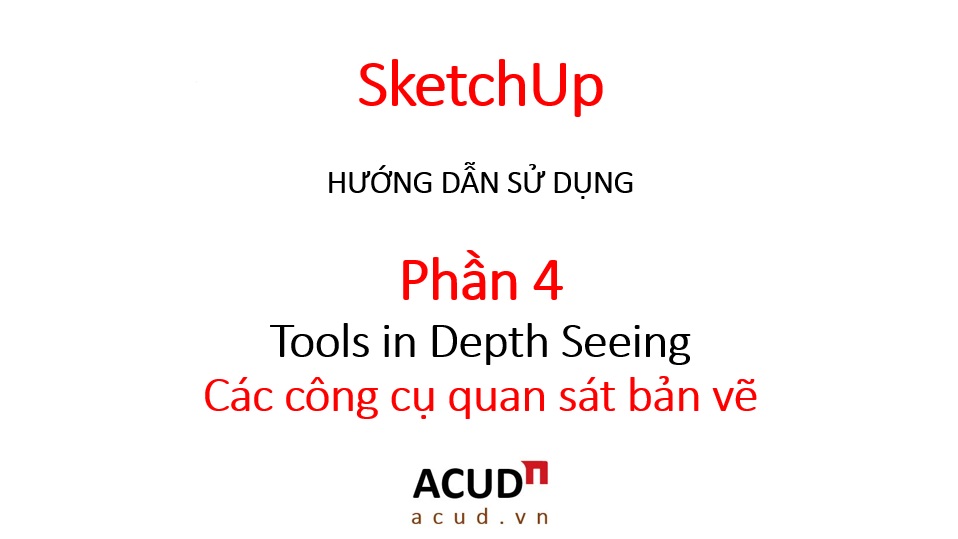 SketchUp
HƯỚNG DẪN SỬ DỤNG
Phần 4
Tools in Depth Seeing
Các công cụ quan sát bản vẽ
ACUD
acud.vn